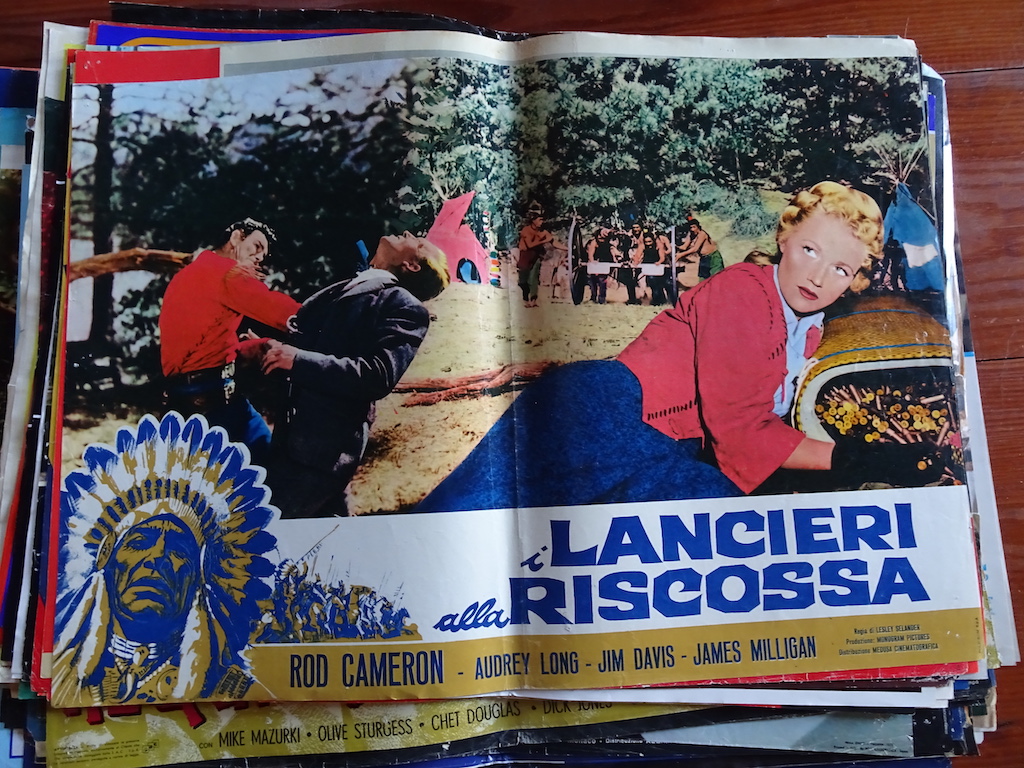 i LANCIERI
alla RISCOSSA
Regia di LESLEY SELANDER
Produzione: MONOGRAM PICTURES
Distribuzione MEDUSA CINEMATOGRAFICA
ROD CAMERON - AUDREY LONG - JIM DAVIS - JAMES MILLIGAN
CON MIKE MAZURKI • OLIVE STURGESS • CHET DOUGLAS • DICK JONES